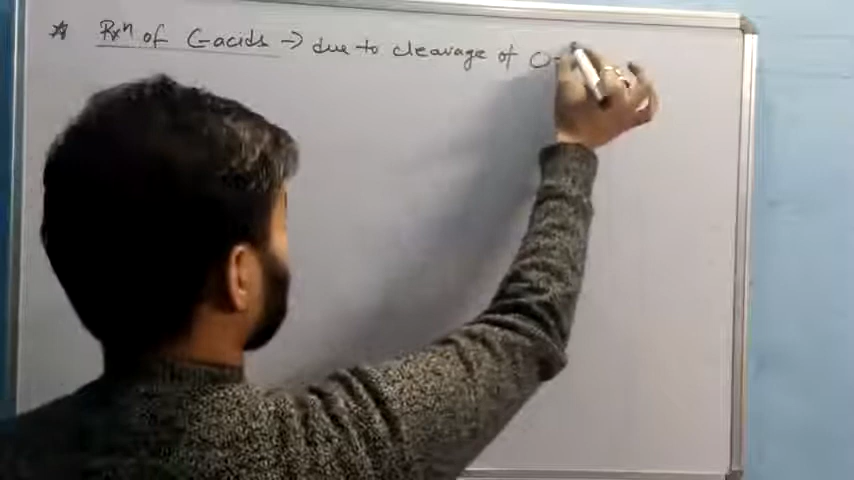 * Rxⁿ of C-acids → due to cleavage of O-